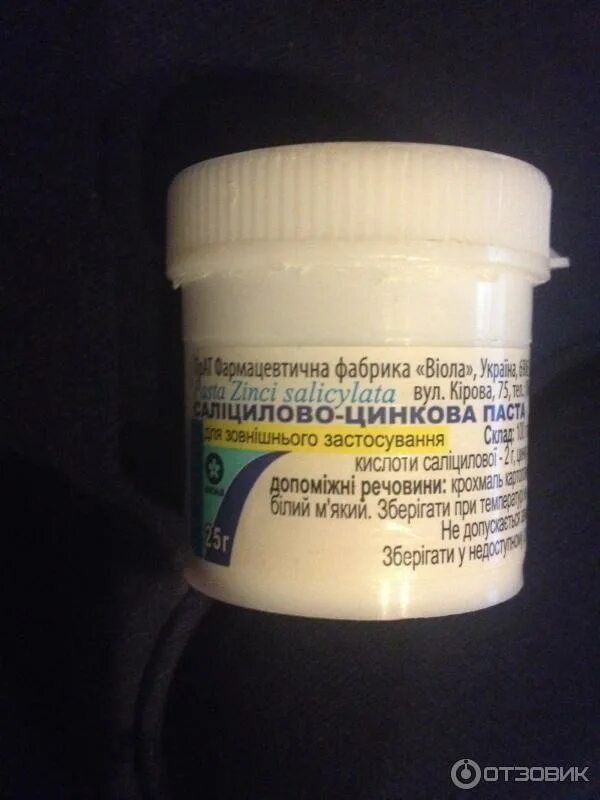 ПрАТ Фармацевтична фабрика «Віола», Україна,
Pasta Zinci salicylata вул. Кірова, 75, тел.
САЛІЦИЛОВО-ЦИНКОВА ПАСТА
для зовнішнього застосування Склад:
кислоти саліцилової - 2 г,
допоміжні речовини: крохмаль
білий м'який. Зберігати при
Не допускається
Зберігати у недоступному
25г
ОТЗОВИК